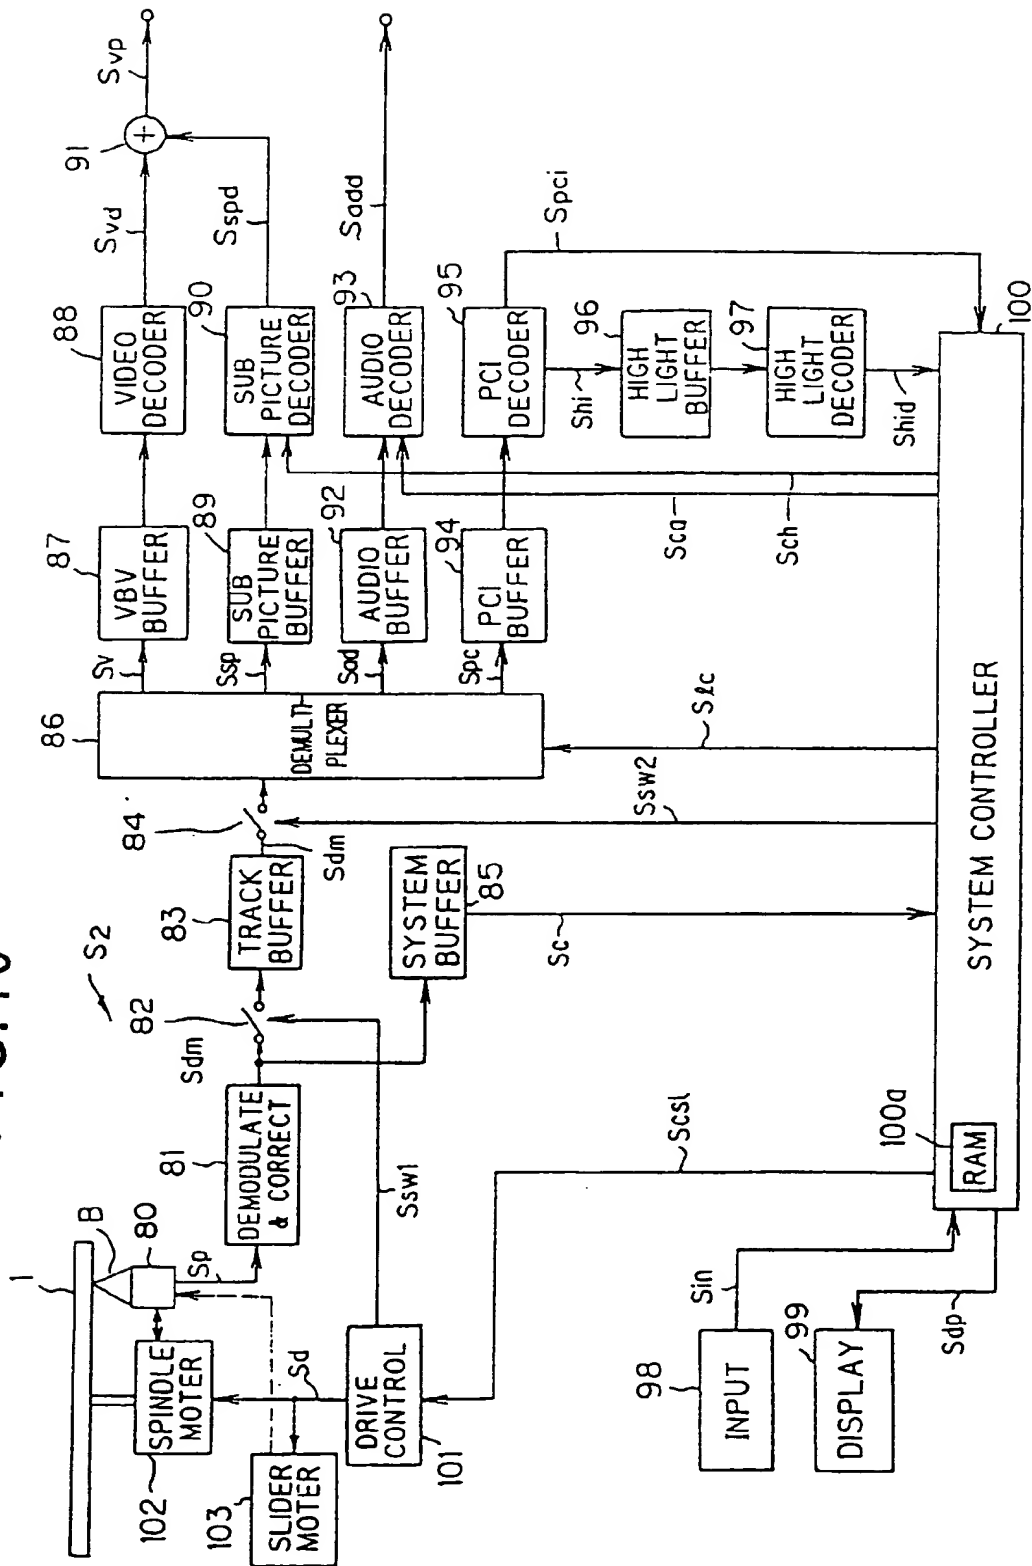 S2
1
B
80
Sp
102
SPINDLE
MOTER
103
SLIDER
MOTER
Sd
DRIVE
CONTROL
101
81
DEMODULATE
& CORRECT
Sdm
82
83
TRACK
BUFFER
Sdm
84
Ssw1
SYSTEM
BUFFER
85
Sc
86
DEMULTI
PLEXER
Sv
Ssp
Sad
Spc
87
VBV
BUFFER
89
SUB
PICTURE
BUFFER
92
AUDIO
BUFFER
94
PCI
BUFFER
88
VIDEO
DECODER
90
SUB
PICTURE
DECODER
93
AUDIO
DECODER
95
PCI
DECODER
Svd
Sspd
91
+
Svp
Sadd
Spci
Shi
96
HIGH
LIGHT
BUFFER
97
HIGH
LIGHT
DECODER
Shid
Sca
Sch
Slc
Ssw2
Scsl
98
INPUT
Sin
99
DISPLAY
Sdp
100a
RAM
SYSTEM CONTROLLER
100